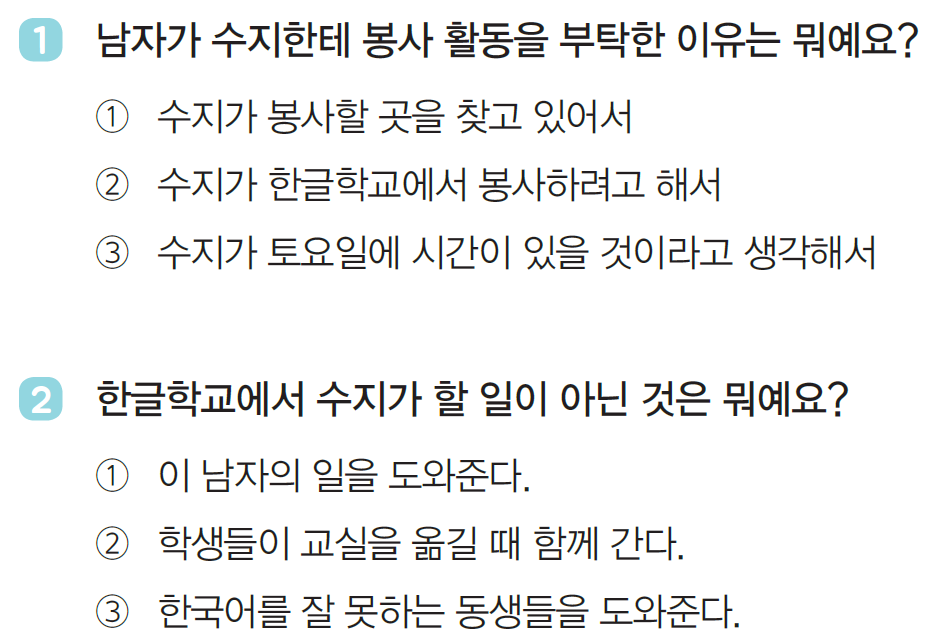 1 남자가 수지한테 봉사 활동을 부탁한 이유는 뭐예요?
① 수지가 봉사할 곳을 찾고 있어서
② 수지가 한글학교에서 봉사하려고 해서
③ 수지가 토요일에 시간이 있을 것이라고 생각해서
2 한글학교에서 수지가 할 일이 아닌 것은 뭐예요?
① 이 남자의 일을 도와준다.
② 학생들이 교실을 옮길 때 함께 간다.
③ 한국어를 잘 못하는 동생들을 도와준다.